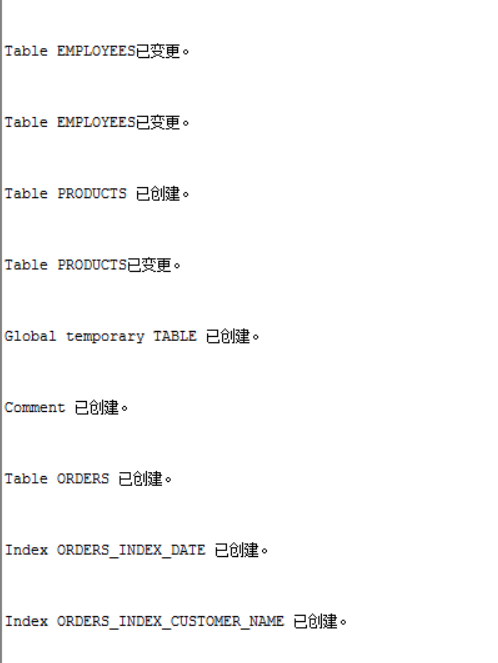 Table EMPLOYEES已变更。
Table EMPLOYEES已变更。
Table PRODUCTS 已创建。
Table PRODUCTS已变更。
Global temporary TABLE 已创建。
Comment 已创建。
Table ORDERS 已创建。
Index ORDERS_INDEX_DATE 已创建。
Index ORDERS_INDEX_CUSTOMER_NAME 已创建。